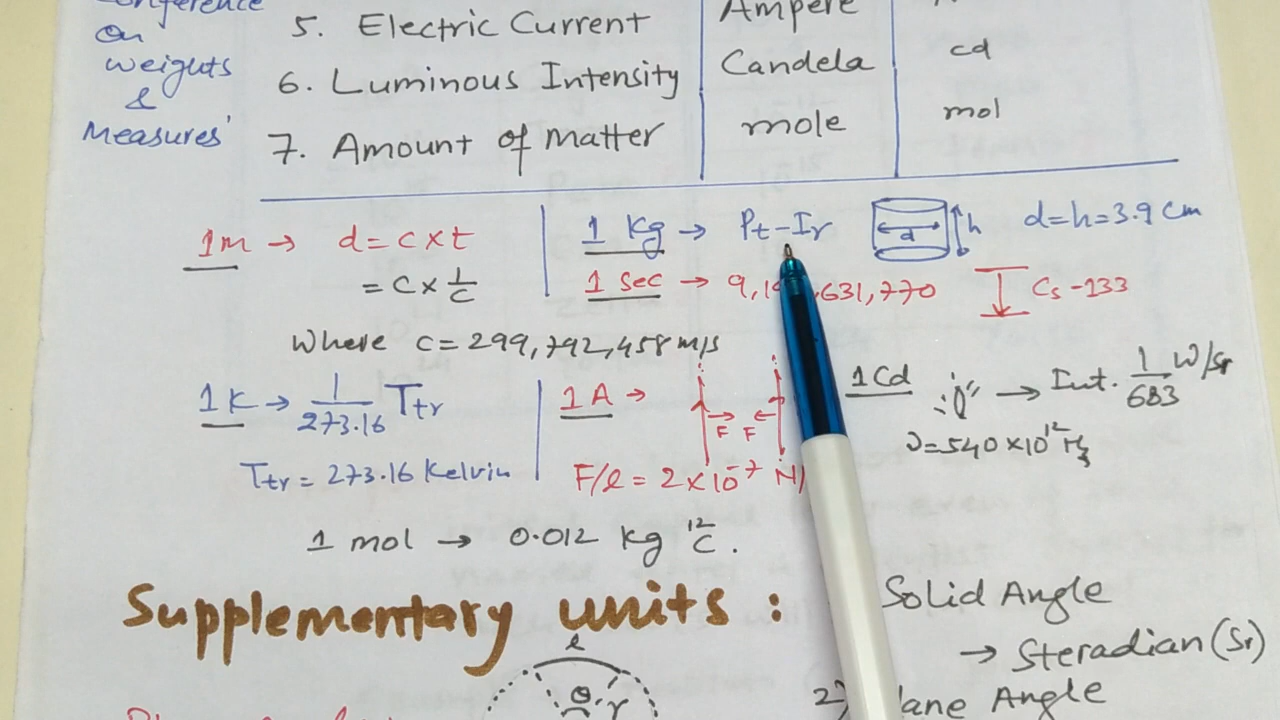 on
weiguts
&
Measures'
5. Electric Current
6. Luminous Intensity
7. Amount of matter
Ampere
Candela
mole
cd
mol
1m → d = c × t
= c × 1/c
Where c = 299,792,458 m/s
1 Kg → Pt-Ir
d
h
d=h=3.9 cm
1 sec → 9,1 ,631,770
Cs-133
1 K → 1/273.16 Ttr
Ttr = 273.16 Kelvin
1 A →
F F
F/l = 2×10⁻⁷ N/
1 Cd
→ Int. 1/683 W/Sr
ν=540×10¹² Hz
1 mol → 0.012 kg ¹²C.
Supplementary units :
l
θ
r
Solid Angle
→ Steradian (Sr)
2) lane Angle